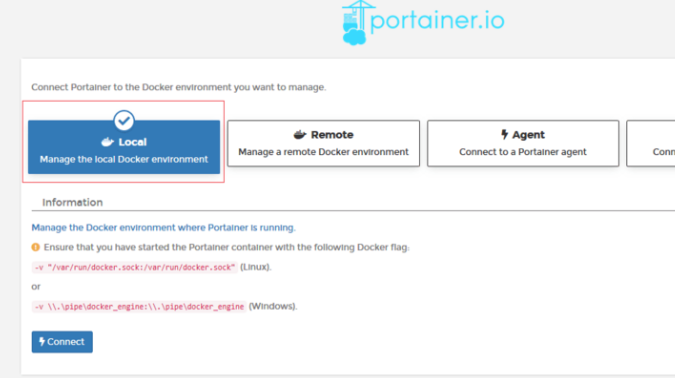 portainer.io
Connect Portainer to the Docker environment you want to manage.
Local
Manage the local Docker environment
Remote
Manage a remote Docker environment
Agent
Connect to a Portainer agent
Conn
Information
Manage the Docker environment where Portainer is running.
Ensure that you have started the Portainer container with the following Docker flag:
-v "/var/run/docker.sock:/var/run/docker.sock" (Linux).
or
-v \\.\pipe\docker_engine:\\.\pipe\docker_engine (Windows).
Connect